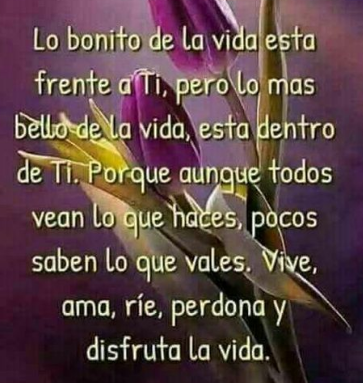 Lo bonito de la vida esta
frente a Ti, pero lo mas
bello de la vida, esta dentro
de Ti. Porque aunque todos
vean lo que haces, pocos
saben lo que vales. Vive,
ama, ríe, perdona y
disfruta la vida.